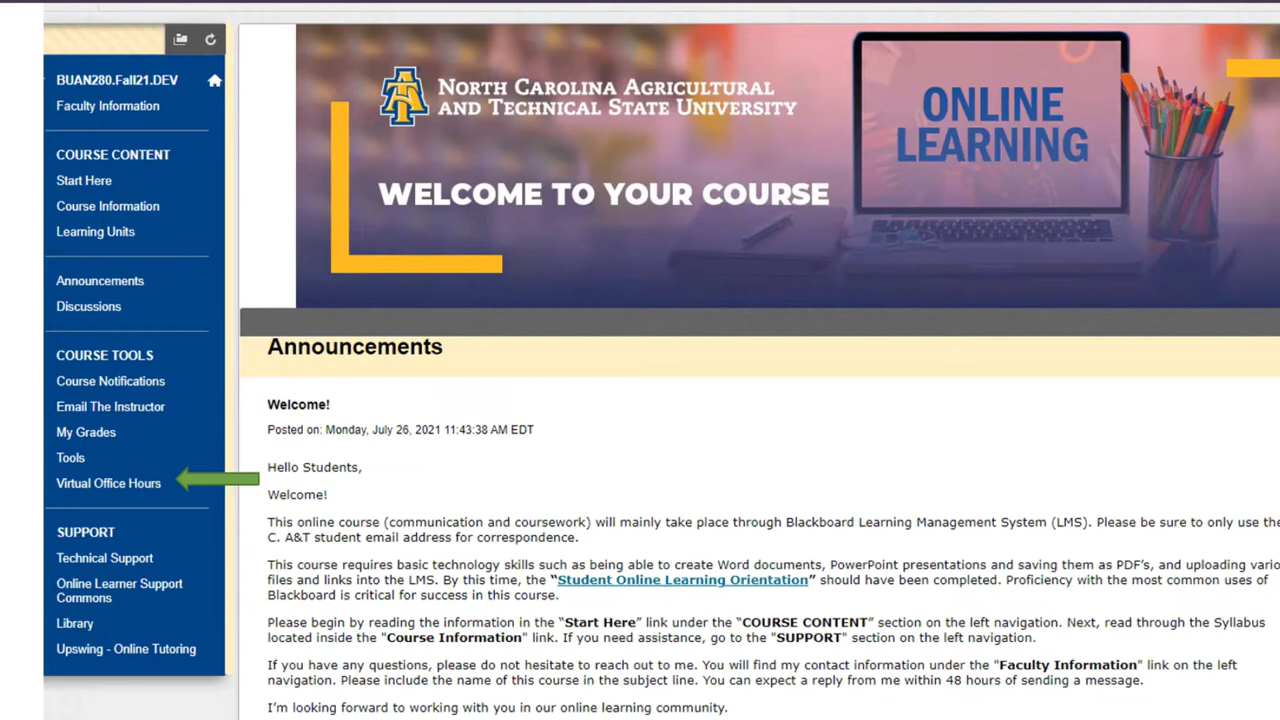 BUAN280.Fall21.DEV
Faculty Information
COURSE CONTENT
Start Here
Course Information
Learning Units
Announcements
Discussions
COURSE TOOLS
Course Notifications
Email The Instructor
My Grades
Tools
Virtual Office Hours
SUPPORT
Technical Support
Online Learner Support
Commons
Library
Upswing - Online Tutoring
NORTH CAROLINA AGRICULTURAL
AND TECHNICAL STATE UNIVERSITY
WELCOME TO YOUR COURSE
ONLINE
LEARNING
Announcements
Welcome!
Posted on: Monday, July 26, 2021 11:43:38 AM EDT
Hello Students,
Welcome!
This online course (communication and coursework) will mainly take place through Blackboard Learning Management System (LMS). Please be sure to only use the
C. A&T student email address for correspondence.
This course requires basic technology skills such as being able to create Word documents, PowerPoint presentations and saving them as PDF's, and uploading
files and links into the LMS. By this time, the "Student Online Learning Orientation" should have been completed. Proficiency with the most common uses of
Blackboard is critical for success in this course.
Please begin by reading the information in the "Start Here" link under the "COURSE CONTENT" section on the left navigation. Next, read through the Syllabus
located inside the "Course Information" link. If you need assistance, go to the "SUPPORT" section on the left navigation.
If you have any questions, please do not hesitate to reach out to me. You will find my contact information under the "Faculty Information" link on the left
navigation. Please include the name of this course in the subject line. You can expect a reply from me within 48 hours of sending a message.
I'm looking forward to working with you in our online learning community.